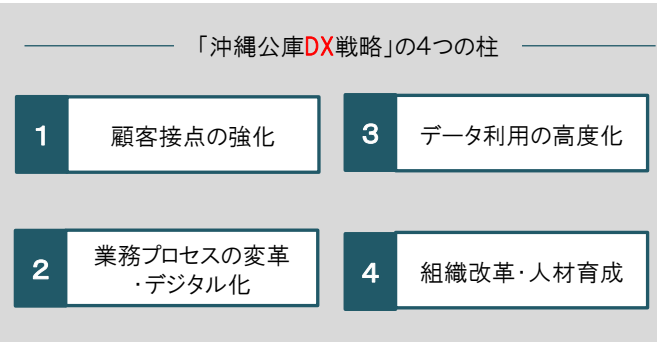 「沖縄公庫DX戦略」の4つの柱
1
顧客接点の強化
2
業務プロセスの変革
・デジタル化
3
データ利用の高度化
4
組織改革・人材育成